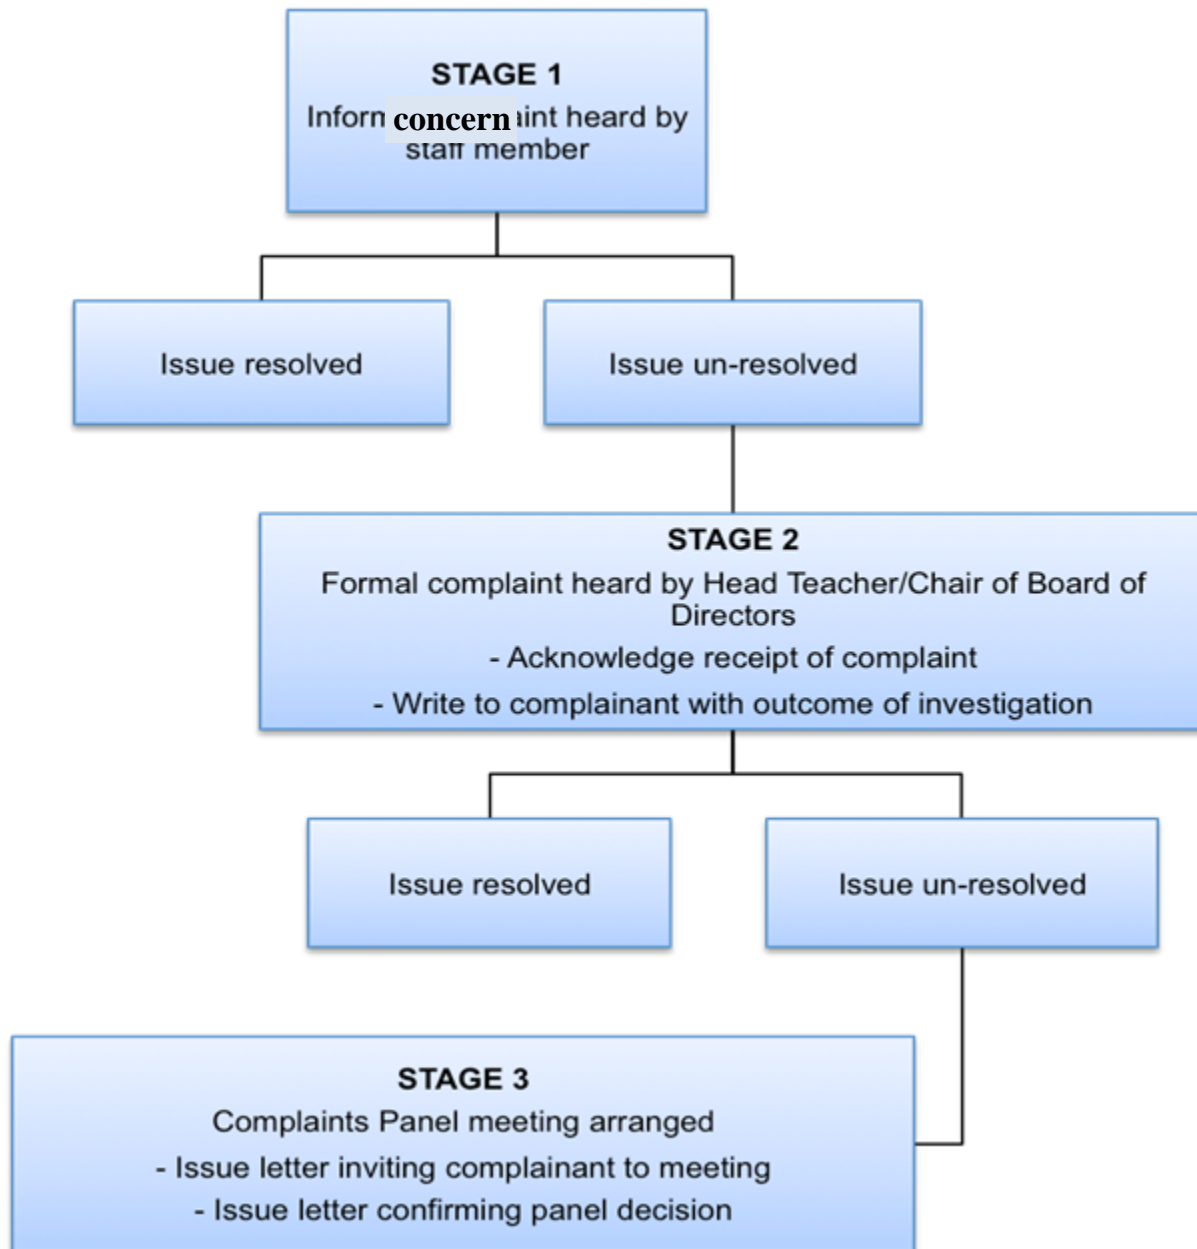 STAGE 1
Inform concern aint heard by
staff member
Issue resolved
Issue un-resolved
STAGE 2
Formal complaint heard by Head Teacher/Chair of Board of
Directors
- Acknowledge receipt of complaint
- Write to complainant with outcome of investigation
Issue resolved
Issue un-resolved
STAGE 3
Complaints Panel meeting arranged
- Issue letter inviting complainant to meeting
- Issue letter confirming panel decision